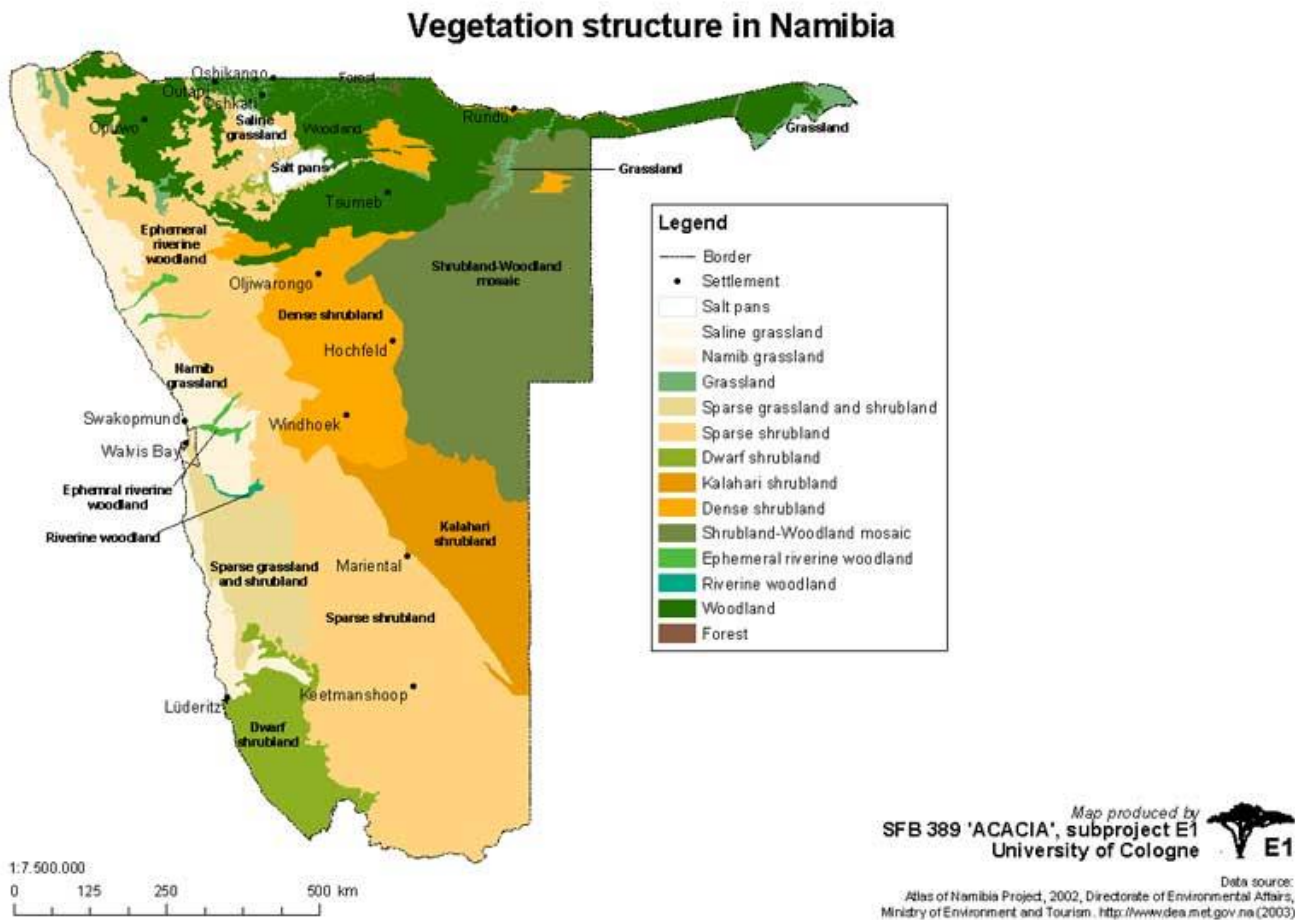 Vegetation structure in Namibia
Oshikango
Forest
Outapi
Oshkati
Opuwo
Saline
grassland
Woodland
Rundu
Grassland
Salt pans
Grassland
Tsumeb
Ephemeral
riverine
woodland
Shrubland-Woodland
mosaic
Oljiwarongo
Dense shrubland
Hochfeld
Namib
grassland
Swakopmund
Windhoek
Walvis Bay
Ephemral riverine
woodland
Riverine woodland
Kalahari
shrubland
Sparse grassland
and shrubland
Mariental
Sparse shrubland
Keetmanshoop
Lüderitz
Dwarf
shrubland
Legend
Border
Settlement
Salt pans
Saline grassland
Namib grassland
Grassland
Sparse grassland and shrubland
Sparse shrubland
Dwarf shrubland
Kalahari shrubland
Dense shrubland
Shrubland-Woodland mosaic
Ephemeral riverine woodland
Riverine woodland
Woodland
Forest
1:7.500.000
0 125 250 500 km
Map produced by
SFB 389 'ACACIA', subproject E1
University of Cologne
E1
Data source:
Atlas of Namibia Project, 2002, Directorate of Environmental Affairs,
Ministry of Environment and Tourism. http://www.dea.met.gov.na (2003)